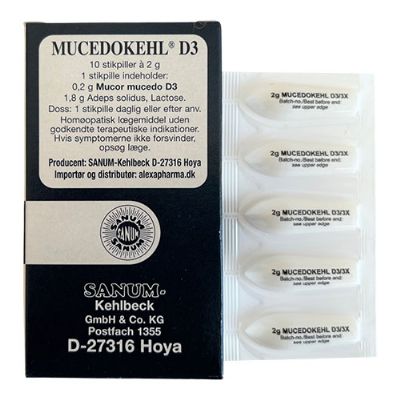 MUCEDOKEHL® D3
10 stikpiller à 2 g
1 stikpille indeholder:
0,2 g Mucor mucedo D3
1,8 g Adeps solidus, Lactose.
Doss: 1 stikpille daglig eller efter anv.
Homøopatisk lægemiddel uden
godkendte terapeutiske indikationer.
Hvis symptomerne ikke forsvinder,
opsøg læge.
Producent: SANUM-Kehlbeck D-27316 Hoya
Importør og distributør: alexapharma.dk
SANUM
SANUM
SANUM
SANUM-
Kehlbeck
GmbH & Co. KG
Postfach 1355
D-27316 Hoya
2g MUCEDOKEHL D3/3X
Batch-no./Best before end:
see upper edge
2g MUCEDOKEHL D3/3X
Batch-no./Best before end:
see upper edge
2g MUCEDOKEHL D3/3X
Batch-no./Best before end:
see upper edge
2g MUCEDOKEHL D3/3X
Batch-no./Best before end:
see upper edge
2g MUCEDOKEHL D3/3X
Batch-no./Best before end:
see upper edge